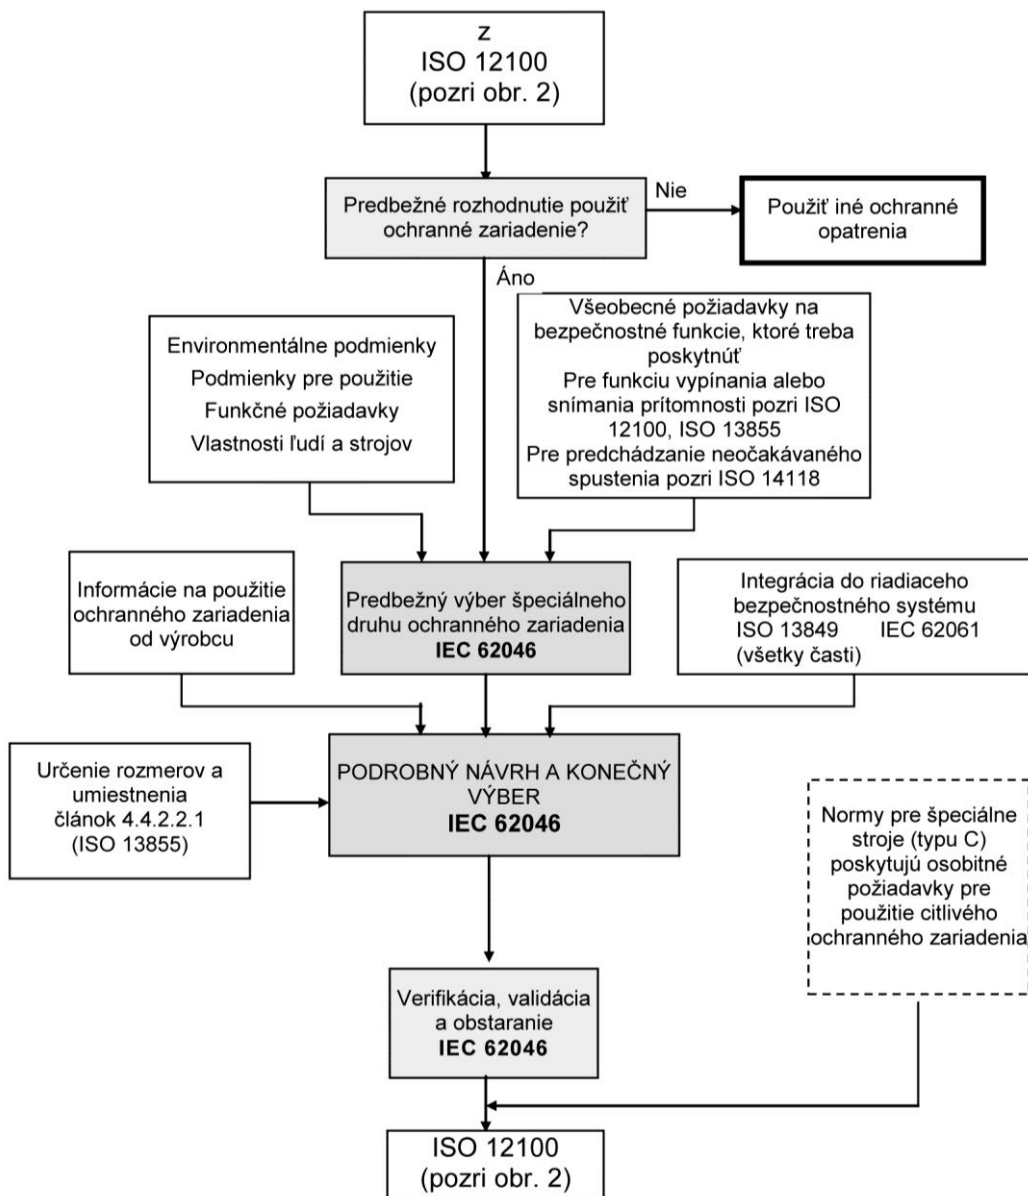 z
ISO 12100
(pozri obr. 2)
Predbežné rozhodnutie použiť
ochranné zariadenie?
Nie
Použiť iné ochranné
opatrenia
Áno
Environmentálne podmienky
Podmienky pre použitie
Funkčné požiadavky
Vlastnosti ľudí a strojov
Všeobecné požiadavky na
bezpečnostné funkcie, ktoré treba
poskytnúť
Pre funkciu vypínania alebo
snímania prítomnosti pozri ISO
12100, ISO 13855
Pre predchádzanie neočakávaného
spustenia pozri ISO 14118
Informácie na použitie
ochranného zariadenia
od výrobcu
Predbežný výber špeciálneho
druhu ochranného zariadenia
IEC 62046
Integrácia do riadiaceho
bezpečnostného systému
ISO 13849 IEC 62061
(všetky časti)
Určenie rozmerov a
umiestnenia
článok 4.4.2.2.1
(ISO 13855)
PODROBNÝ NÁVRH A KONEČNÝ
VÝBER
IEC 62046
Normy pre špeciálne
stroje (typu C)
poskytujú osobitné
požiadavky pre
použitie citlivého
ochranného zariadenia
Verifikácia, validácia
a obstaranie
IEC 62046
ISO 12100
(pozri obr. 2)